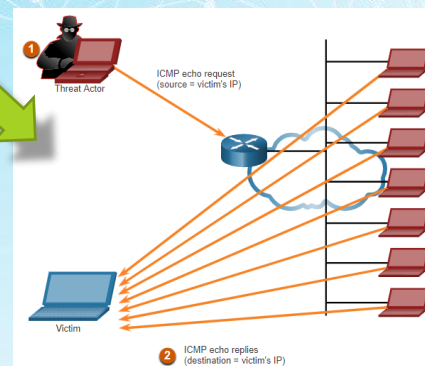 1
Threat Actor
ICMP echo request
(source = victim's IP)
Victim
2
ICMP echo replies
(destination = victim's IP)